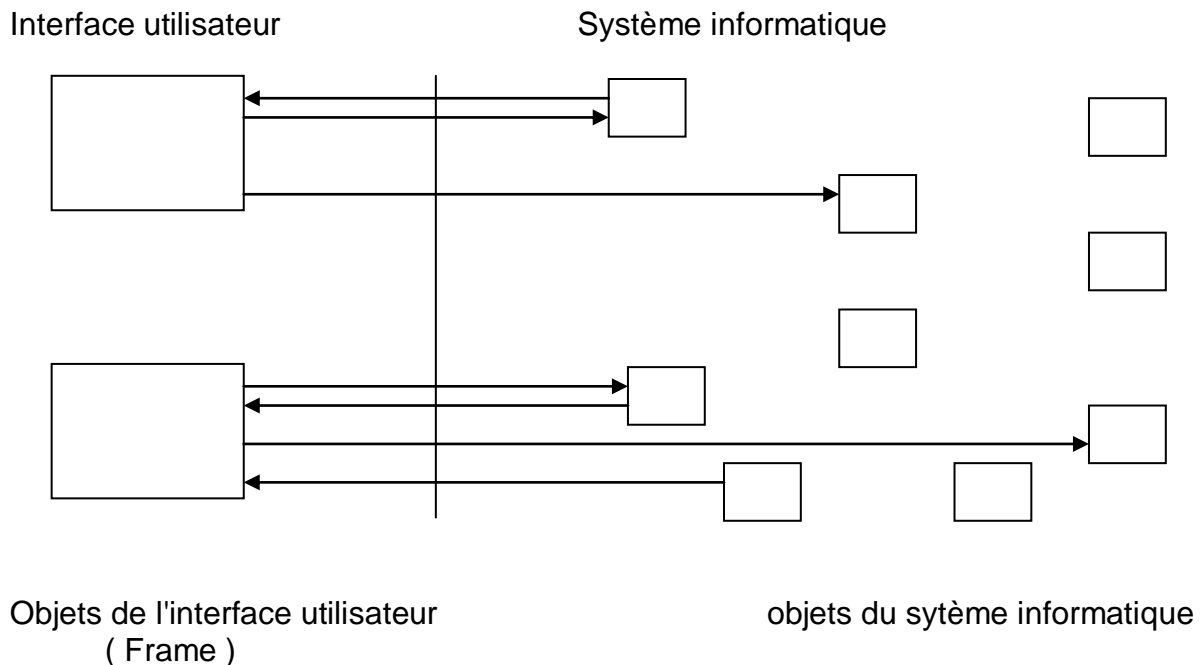 Interface utilisateur
Système informatique
Objets de l'interface utilisateur
( Frame )
objets du sytème informatique